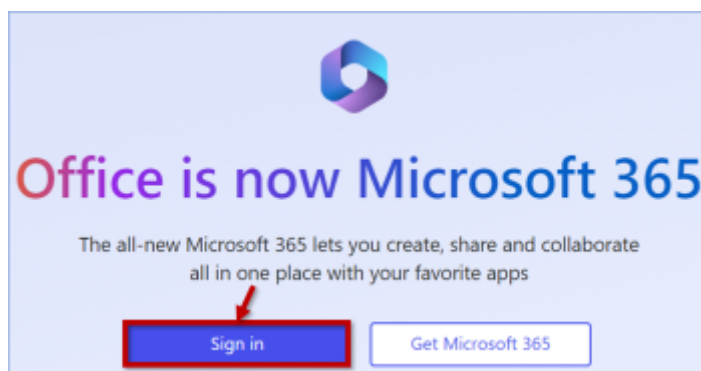 Office is now Microsoft 365
The all-new Microsoft 365 lets you create, share and collaborate
all in one place with your favorite apps
Sign in
Get Microsoft 365